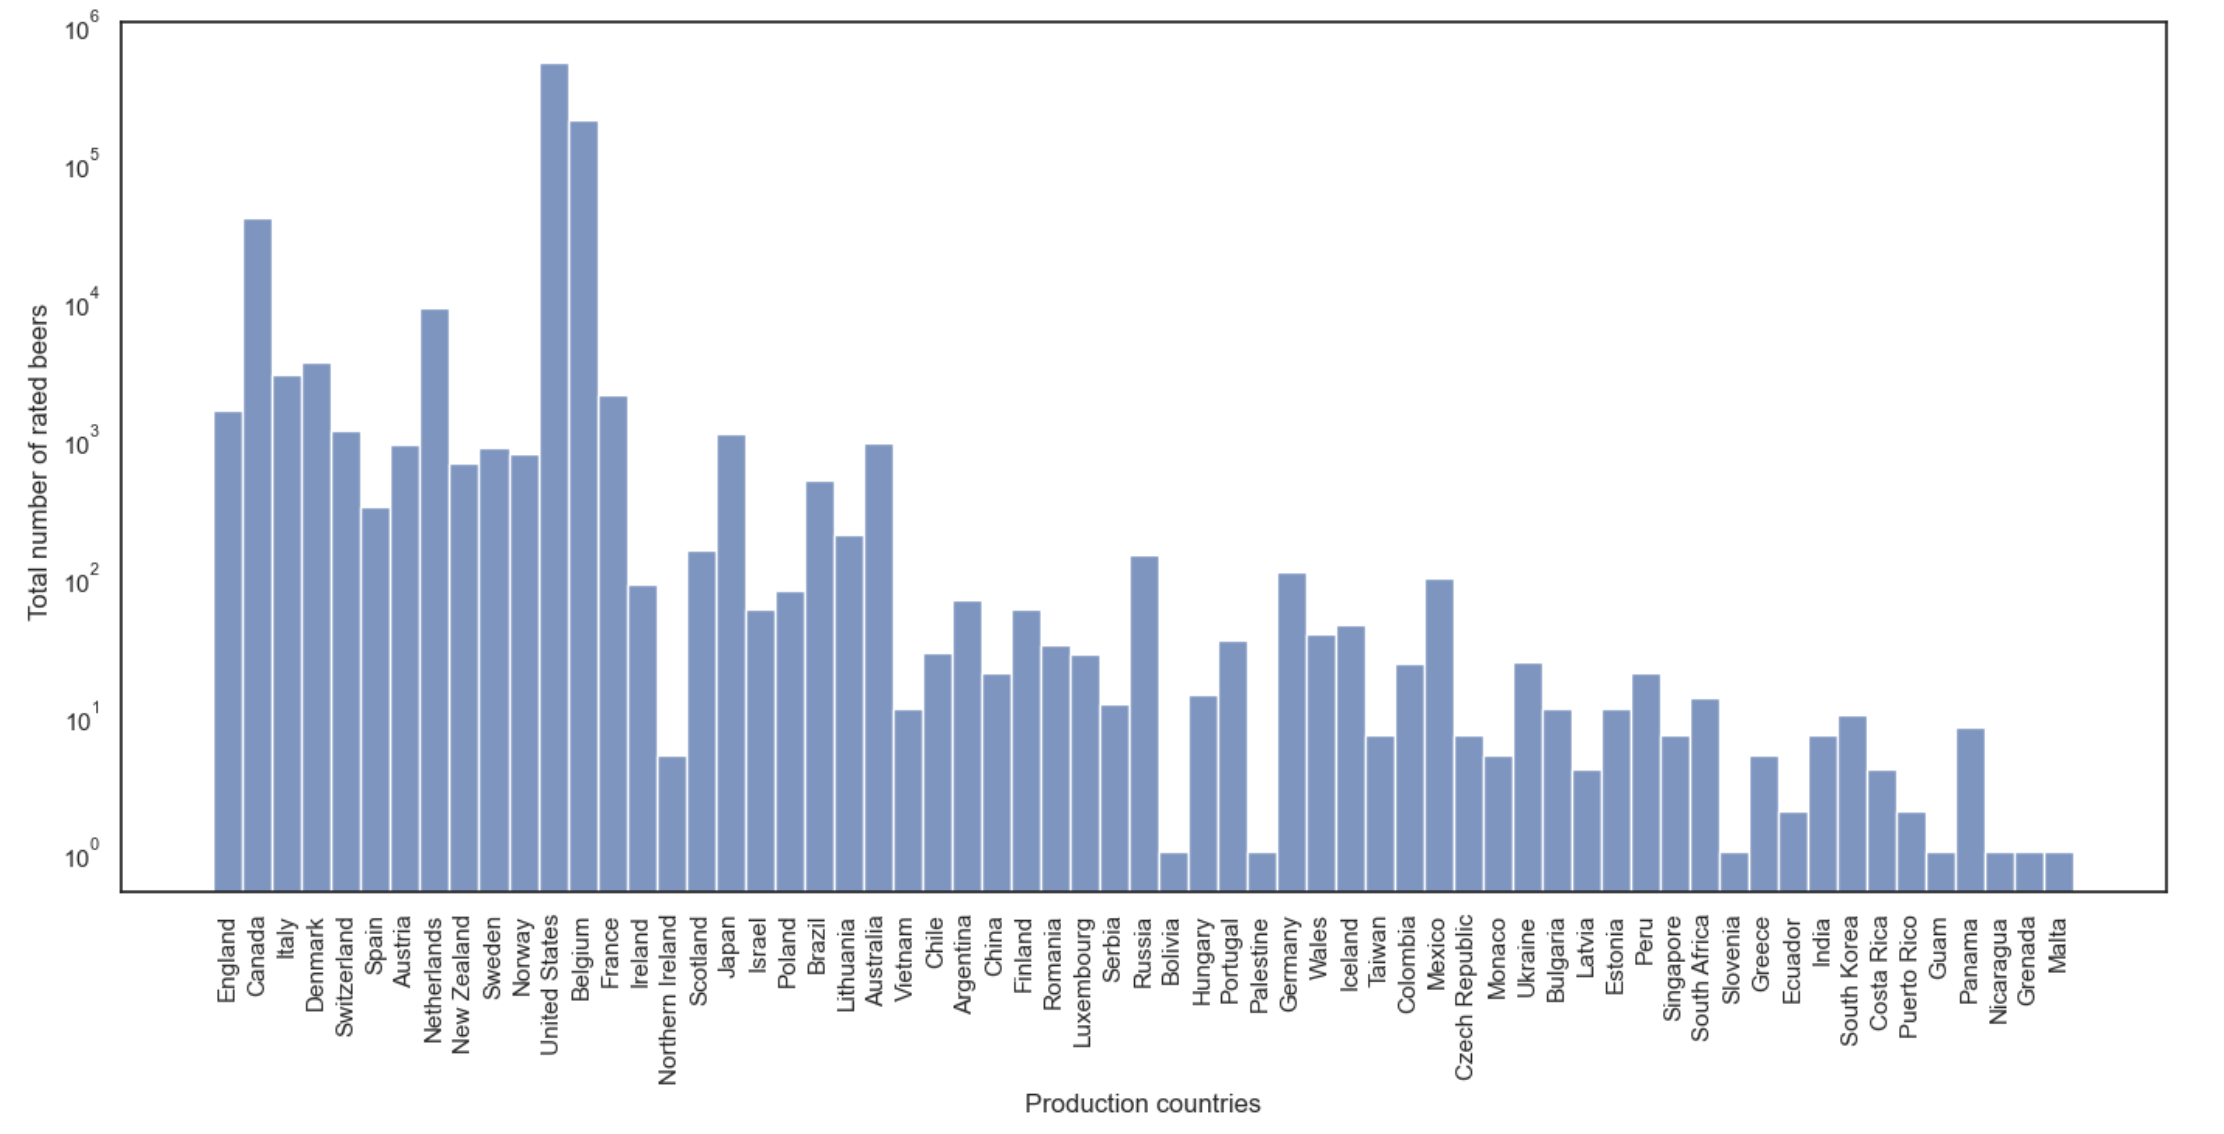 10^6
10^5
10^4
10^3
10^2
10^1
10^0
Total number of rated beers
England
Canada
Italy
Denmark
Switzerland
Spain
Austria
Netherlands
New Zealand
Sweden
Norway
United States
Belgium
France
Ireland
Northern Ireland
Scotland
Japan
Israel
Poland
Brazil
Lithuania
Australia
Vietnam
Chile
Argentina
China
Finland
Romania
Luxembourg
Serbia
Russia
Bolivia
Hungary
Portugal
Palestine
Germany
Wales
Iceland
Taiwan
Colombia
Mexico
Czech Republic
Monaco
Ukraine
Bulgaria
Latvia
Estonia
Peru
Singapore
South Africa
Slovenia
Greece
Ecuador
India
South Korea
Costa Rica
Puerto Rico
Guam
Panama
Nicaragua
Grenada
Malta
Production countries